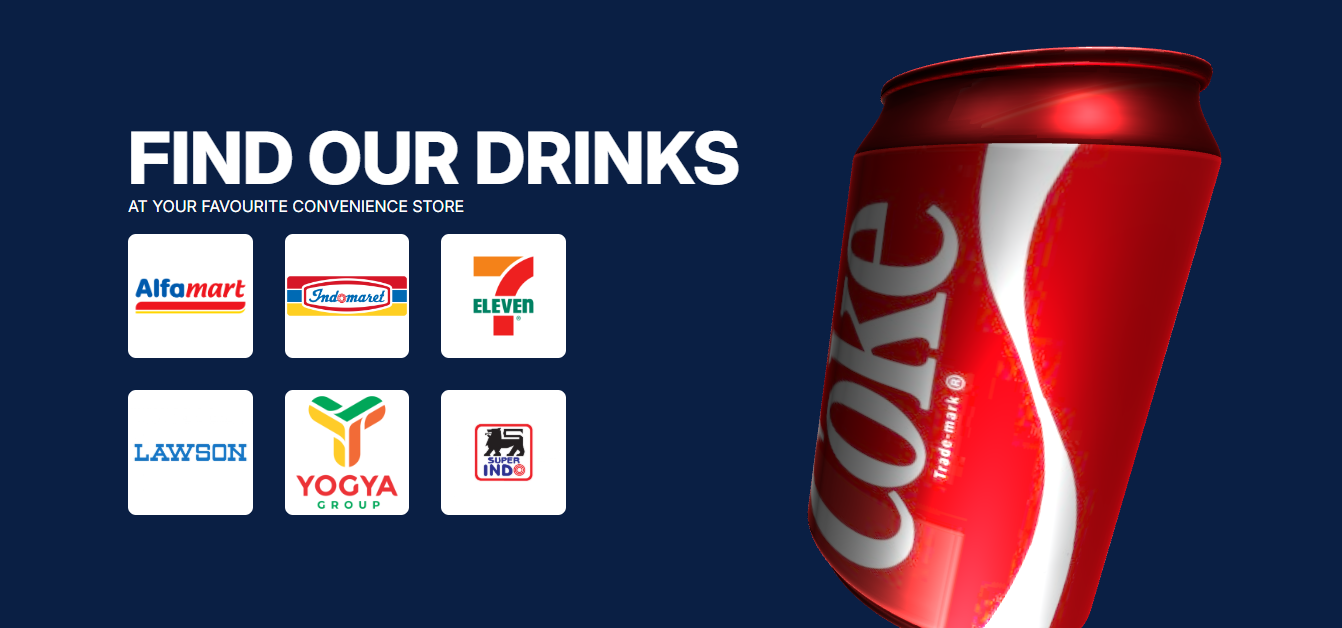 FIND OUR DRINKS
AT YOUR FAVOURITE CONVENIENCE STORE
Alfamart
Indomaret
7
ELEVEN
®
LAWSON
YOGYA
GROUP
SUPER
INDO
Coke
Trade-mark ®